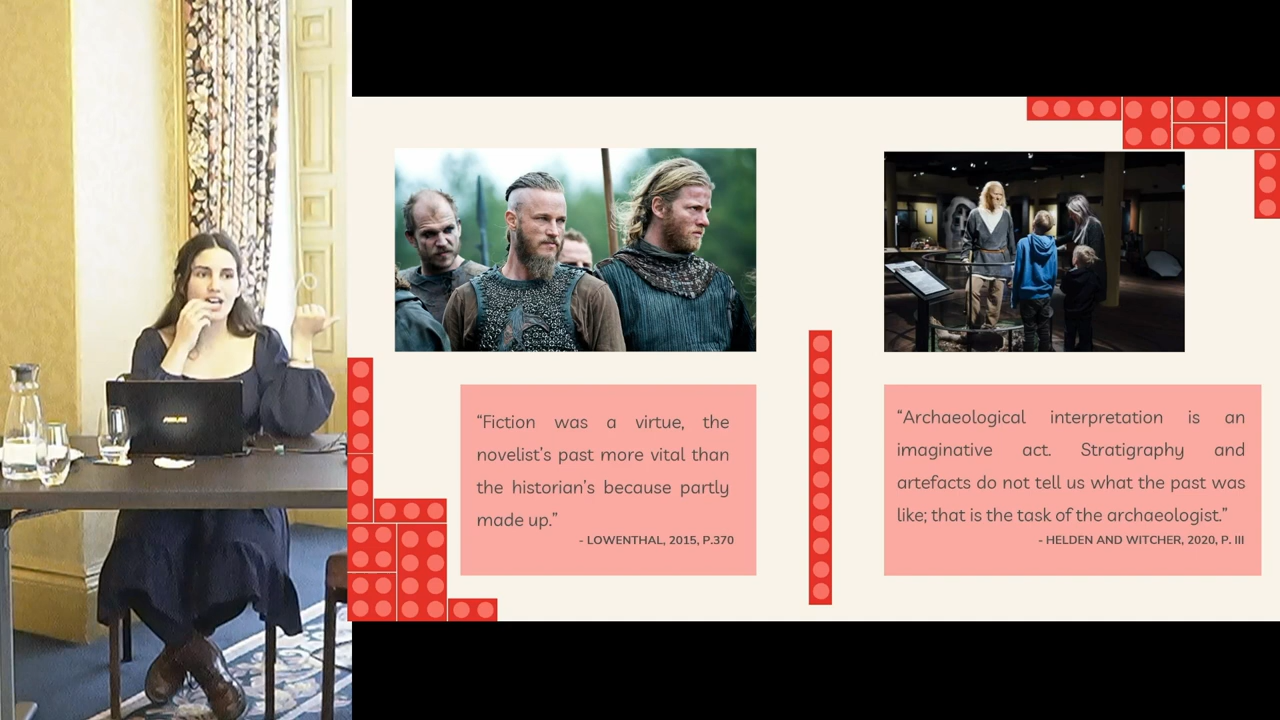 ASUS
“Fiction was a virtue, the
novelist’s past more vital than
the historian’s because partly
made up.”
- LOWENTHAL, 2015, P.370
“Archaeological interpretation is an
imaginative act. Stratigraphy and
artefacts do not tell us what the past was
like; that is the task of the archaeologist.”
- HELDEN AND WITCHER, 2020, P. III